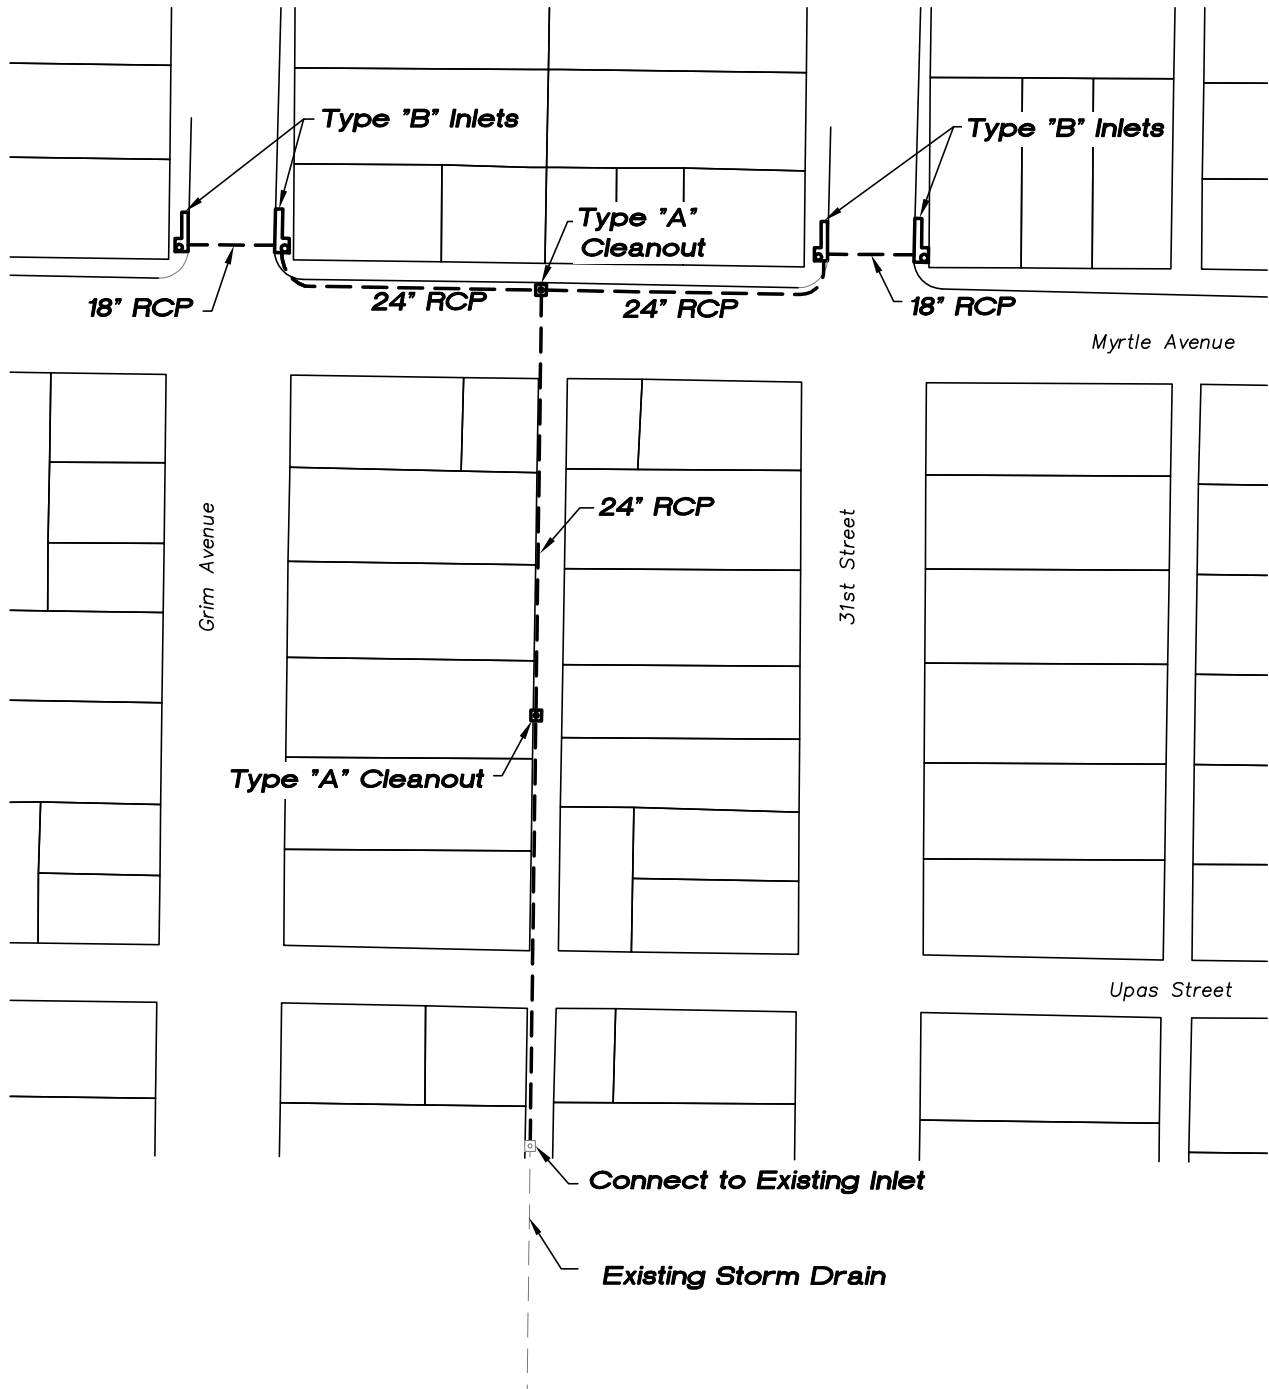 Type "B" Inlets
Type "B" Inlets
Type "A"
Cleanout
18" RCP
24" RCP
24" RCP
18" RCP
Myrtle Avenue
24" RCP
Grim Avenue
31st Street
Type "A" Cleanout
Upas Street
Connect to Existing Inlet
Existing Storm Drain